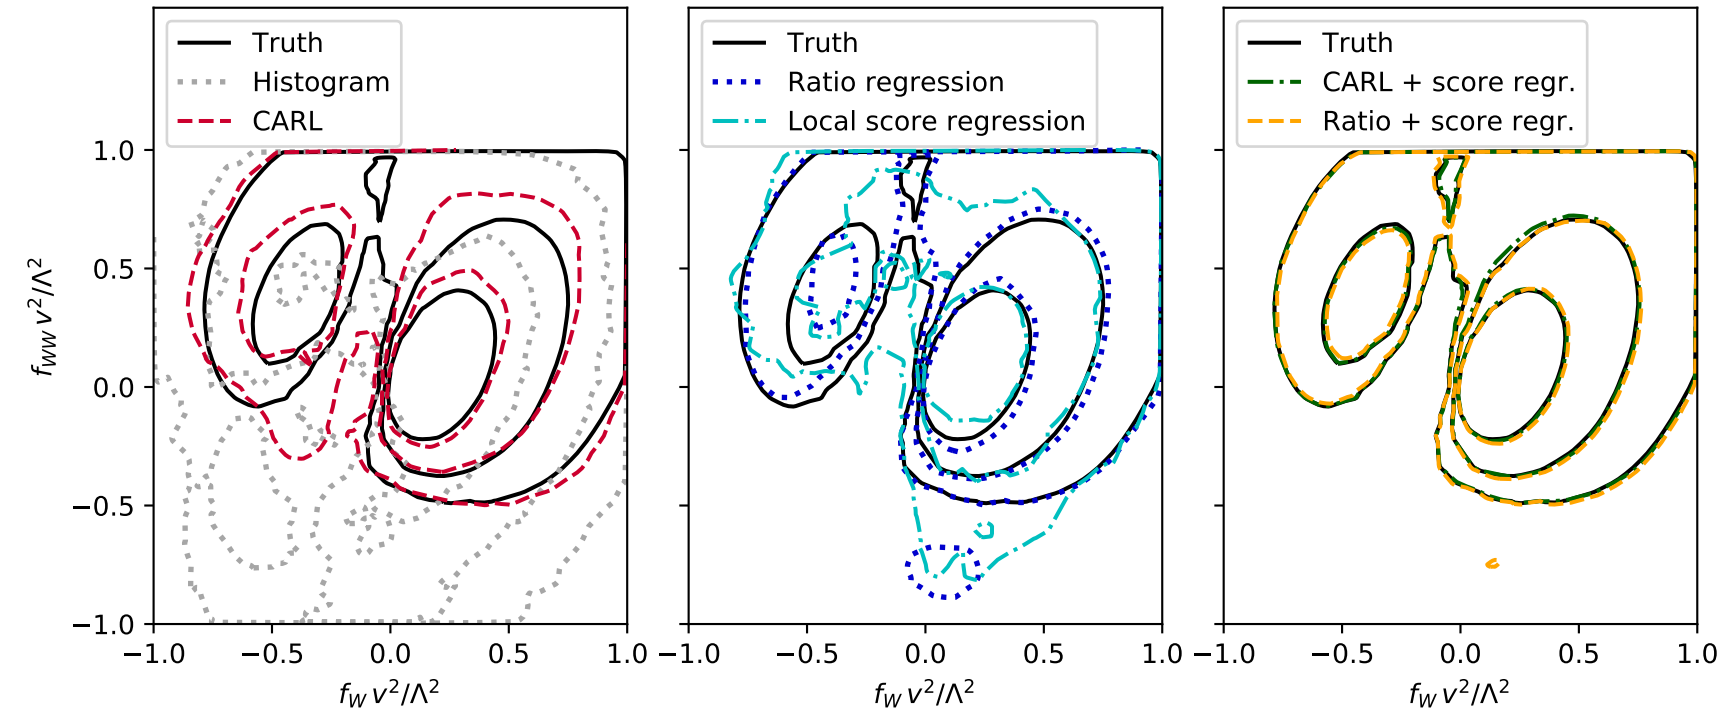 Truth
Histogram
CARL
Truth
Ratio regression
Local score regression
Truth
CARL + score regr.
Ratio + score regr.
1.0
0.5
0.0
−0.5
−1.0
f_{WW} v²/Λ²
−1.0 −0.5 0.0 0.5 1.0
−1.0 −0.5 0.0 0.5 1.0
−1.0 −0.5 0.0 0.5 1.0
f_W v²/Λ²
f_W v²/Λ²
f_W v²/Λ²